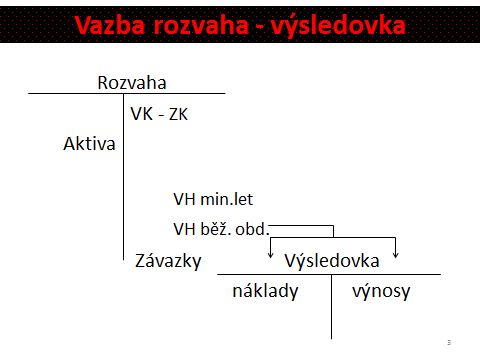 Vazba rozvaha - výsledovka
Rozvaha
VK - ZK
Aktiva
VH min.let
VH běž. obd.
Závazky
Výsledovka
náklady
výnosy
3